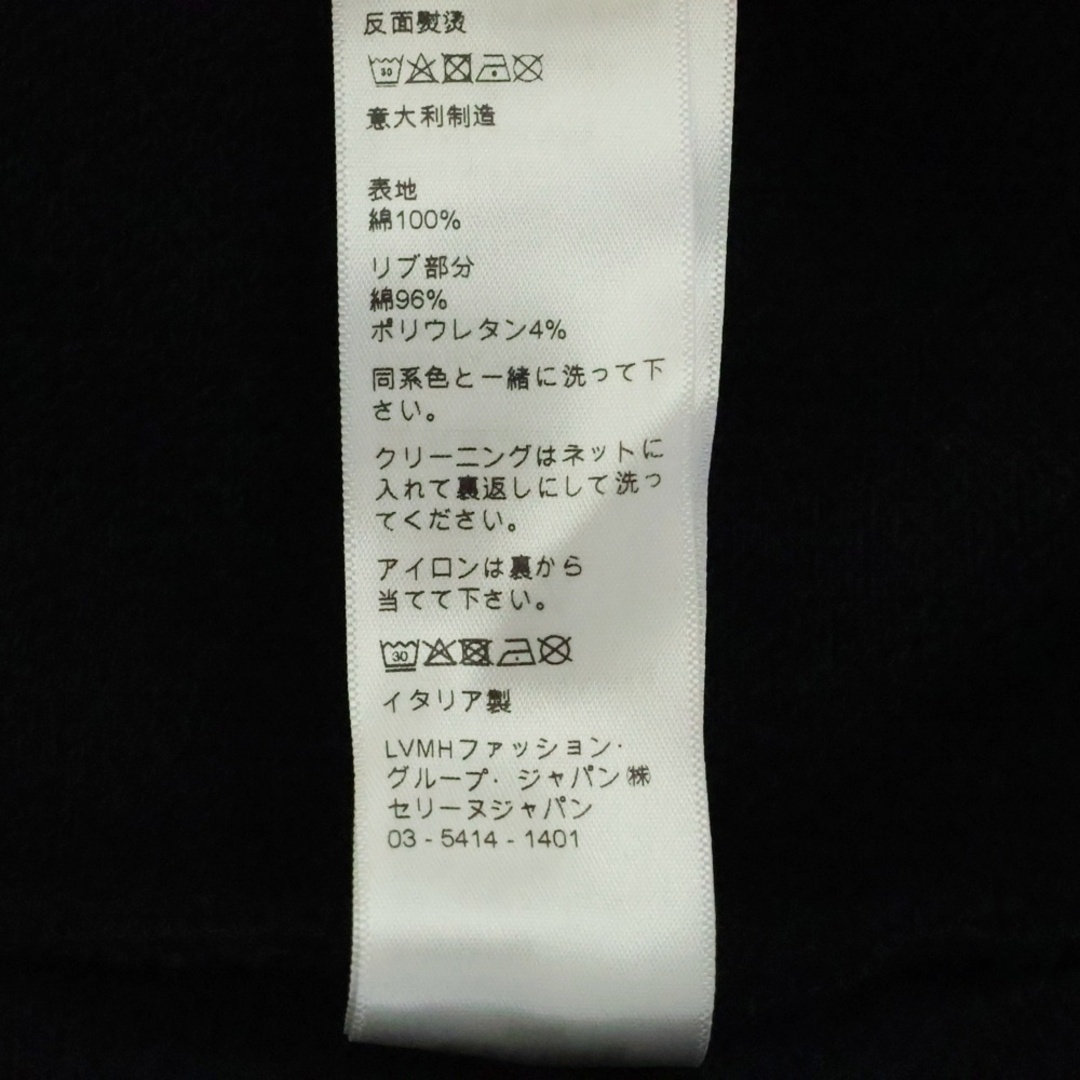 反面熨烫
30
意大利制造
表地
綿100%
リブ部分
綿96%
ポリウレタン4%
同系色と一緒に洗って下
さい。
クリーニングはネットに
入れて裏返しにして洗っ
てください。
アイロンは裏から
当てて下さい。
30
イタリア製
LVMHファッション·
グループ· ジャパン㈱
セリーヌジャパン
03 - 5414 - 1401